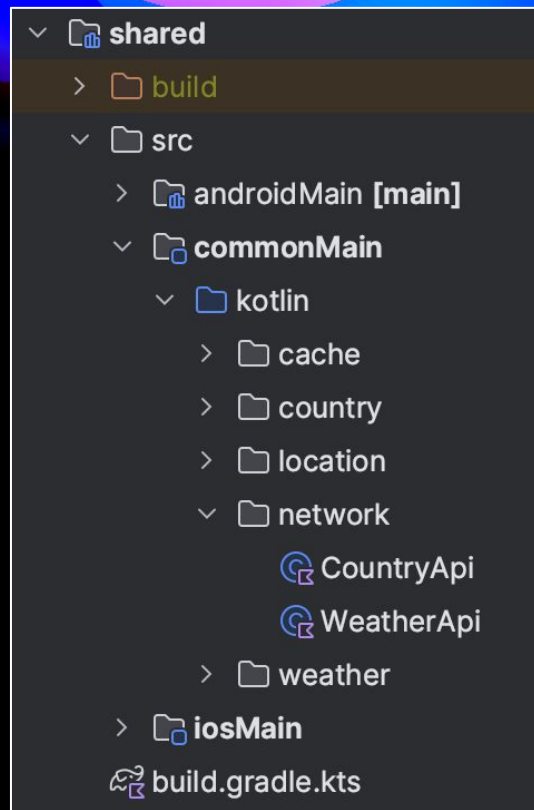 shared
build
src
androidMain [main]
commonMain
kotlin
cache
country
location
network
CountryApi
WeatherApi
weather
iosMain
build.gradle.kts